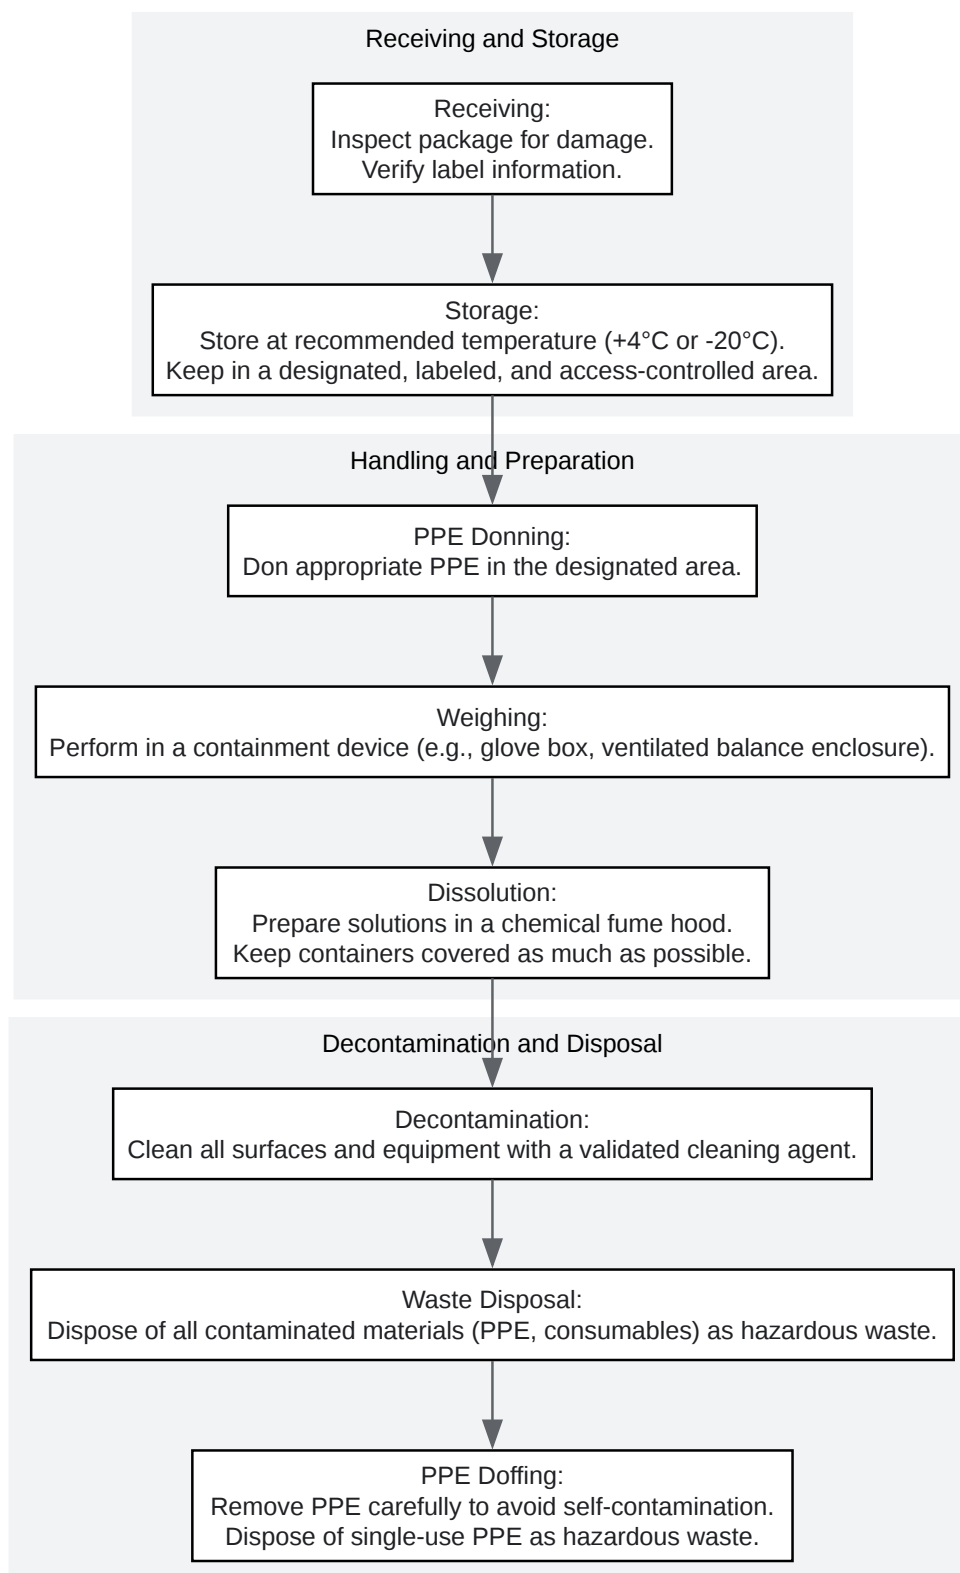 Receiving and Storage
Receiving:
Inspect package for damage.
Verify label information.
Storage:
Store at recommended temperature (+4°C or -20°C).
Keep in a designated, labeled, and access-controlled area.
Handling and Preparation
PPE Donning:
Don appropriate PPE in the designated area.
Weighing:
Perform in a containment device (e.g., glove box, ventilated balance enclosure).
Dissolution:
Prepare solutions in a chemical fume hood.
Keep containers covered as much as possible.
Decontamination and Disposal
Decontamination:
Clean all surfaces and equipment with a validated cleaning agent.
Waste Disposal:
Dispose of all contaminated materials (PPE, consumables) as hazardous waste.
PPE Doffing:
Remove PPE carefully to avoid self-contamination.
Dispose of single-use PPE as hazardous waste.